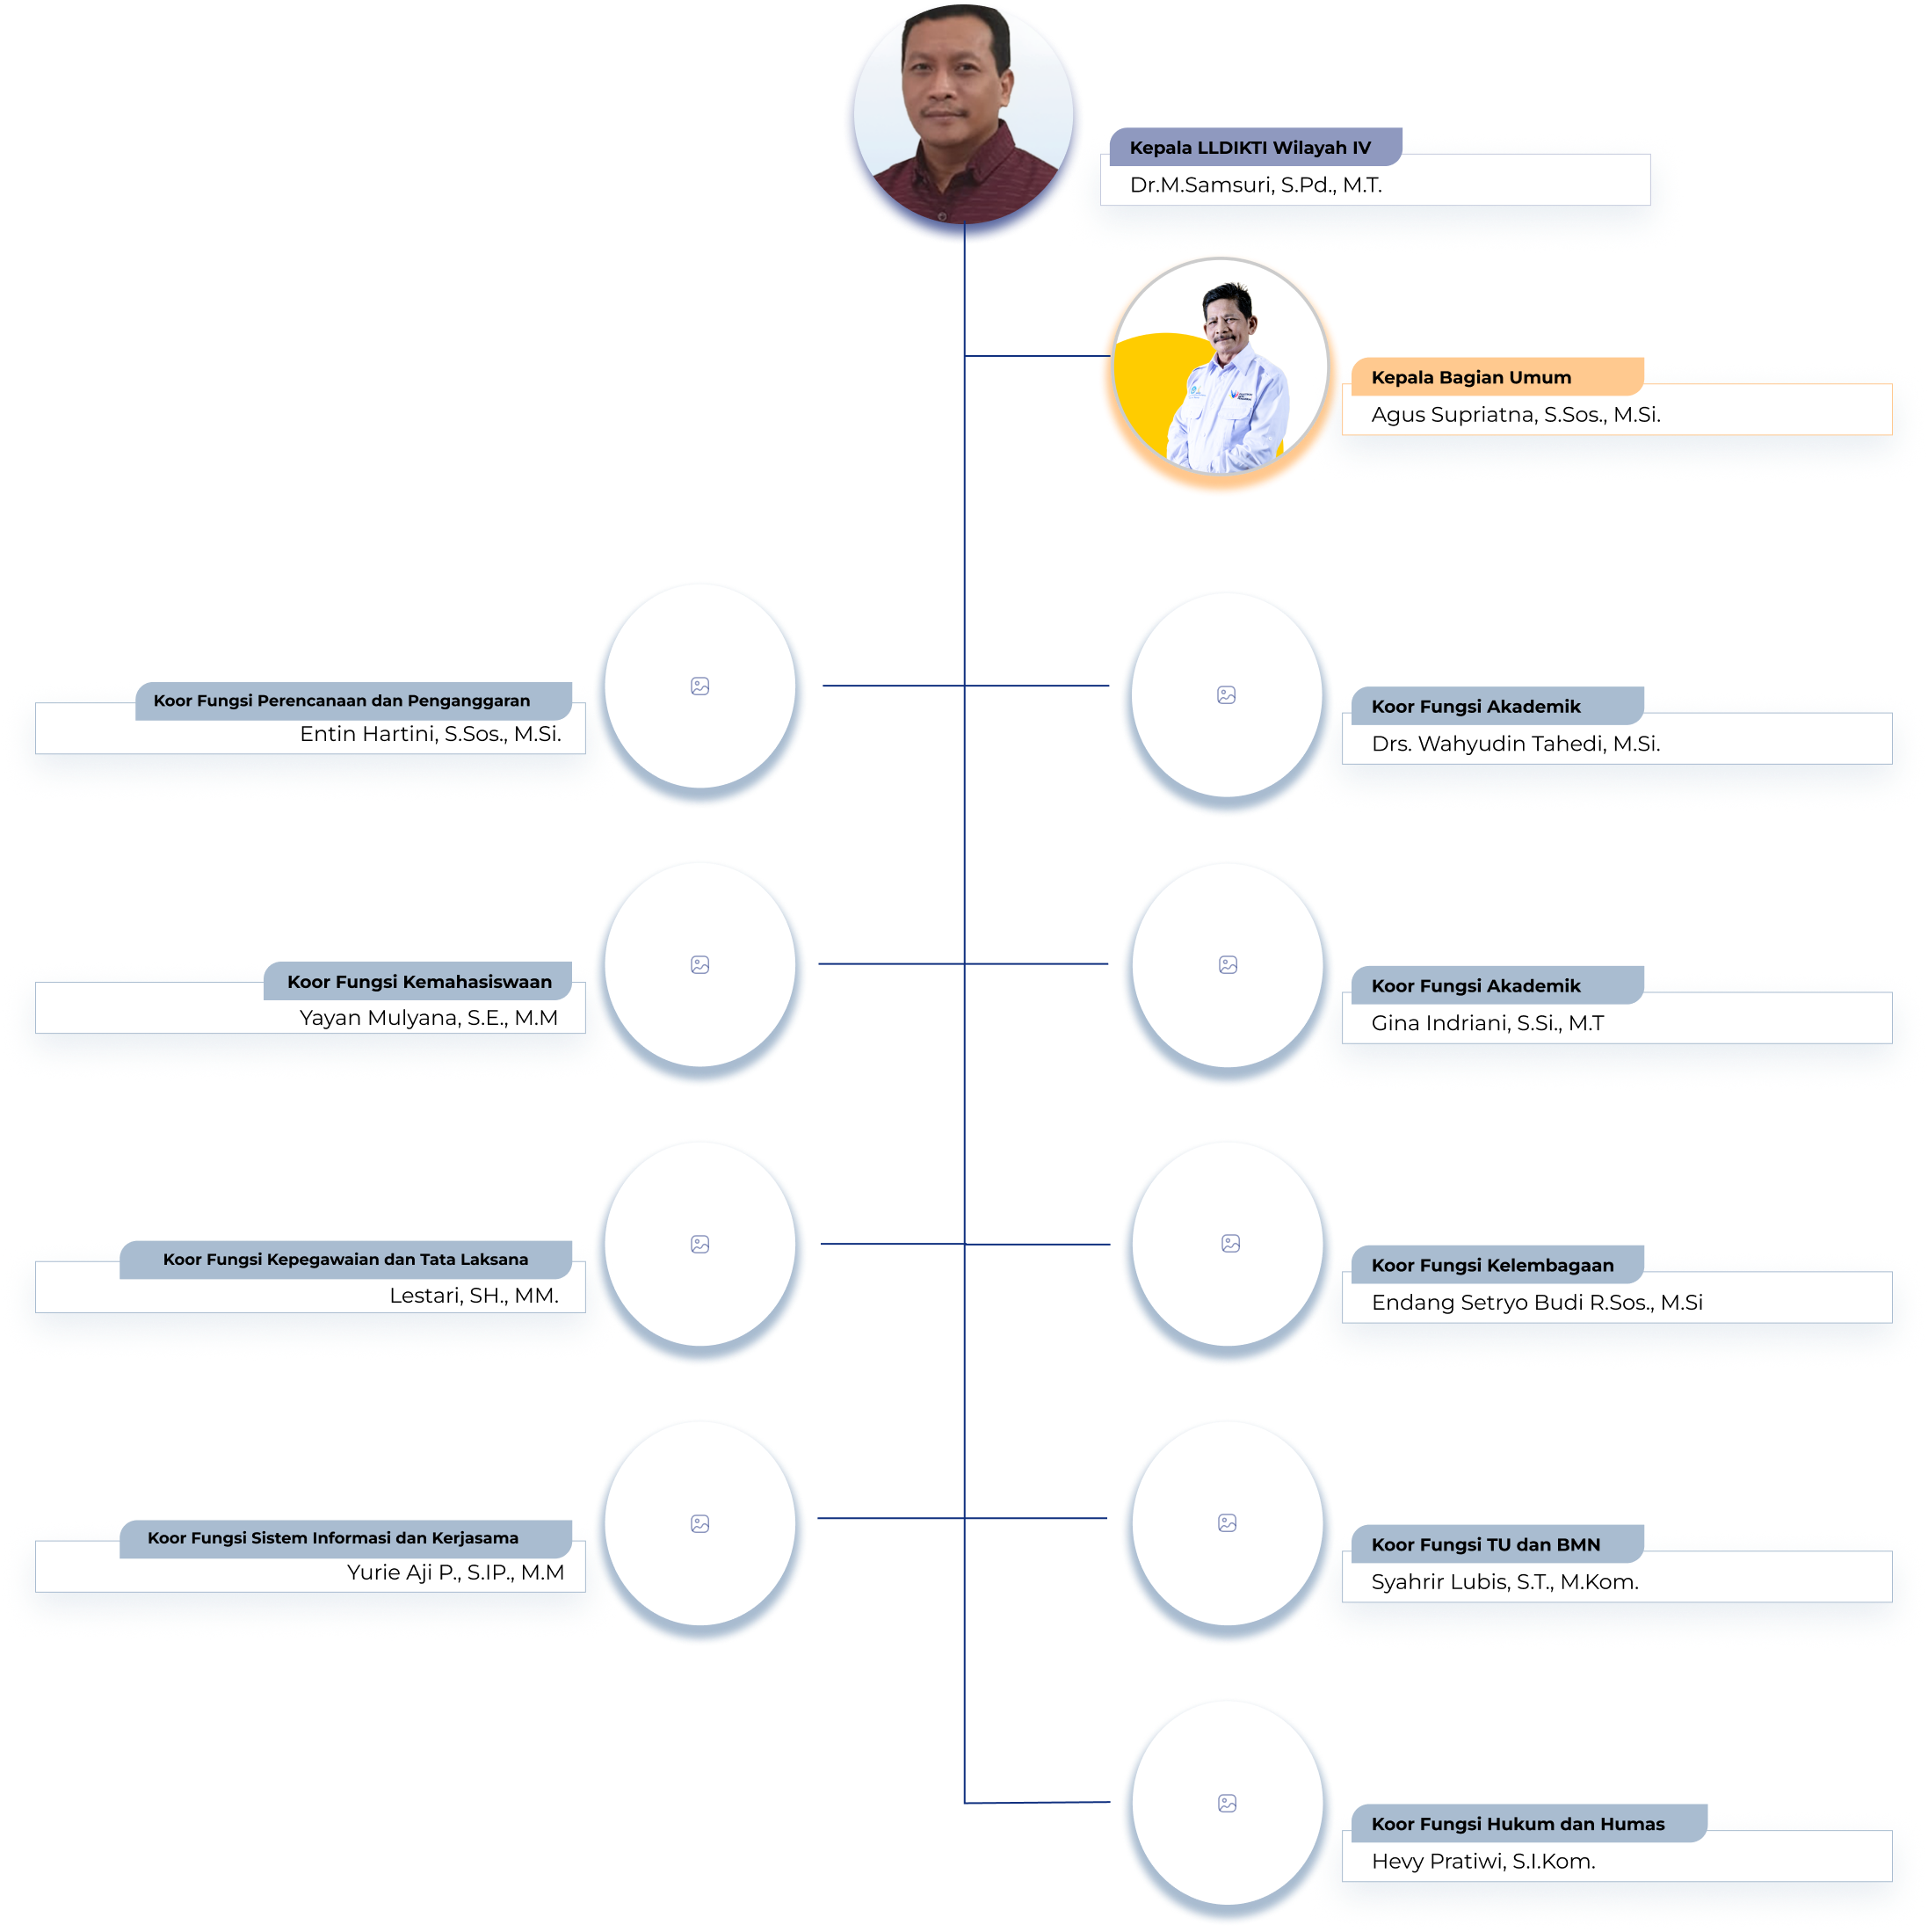 Kepala LLDIKTI Wilayah IV
Dr.M.Samsuri, S.Pd., M.T.
Kepala Bagian Umum
Agus Supriatna, S.Sos., M.Si.
Koor Fungsi Perencanaan dan Penganggaran
Entin Hartini, S.Sos., M.Si.
Koor Fungsi Akademik
Drs. Wahyudin Tahedi, M.Si.
Koor Fungsi Kemahasiswaan
Yayan Mulyana, S.E., M.M
Koor Fungsi Akademik
Gina Indriani, S.Si., M.T
Koor Fungsi Kepegawaian dan Tata Laksana
Lestari, SH., MM.
Koor Fungsi Kelembagaan
Endang Setryo Budi R.Sos., M.Si
Koor Fungsi Sistem Informasi dan Kerjasama
Yurie Aji P., S.IP., M.M
Koor Fungsi TU dan BMN
Syahrir Lubis, S.T., M.Kom.
Koor Fungsi Hukum dan Humas
Hevy Pratiwi, S.I.Kom.